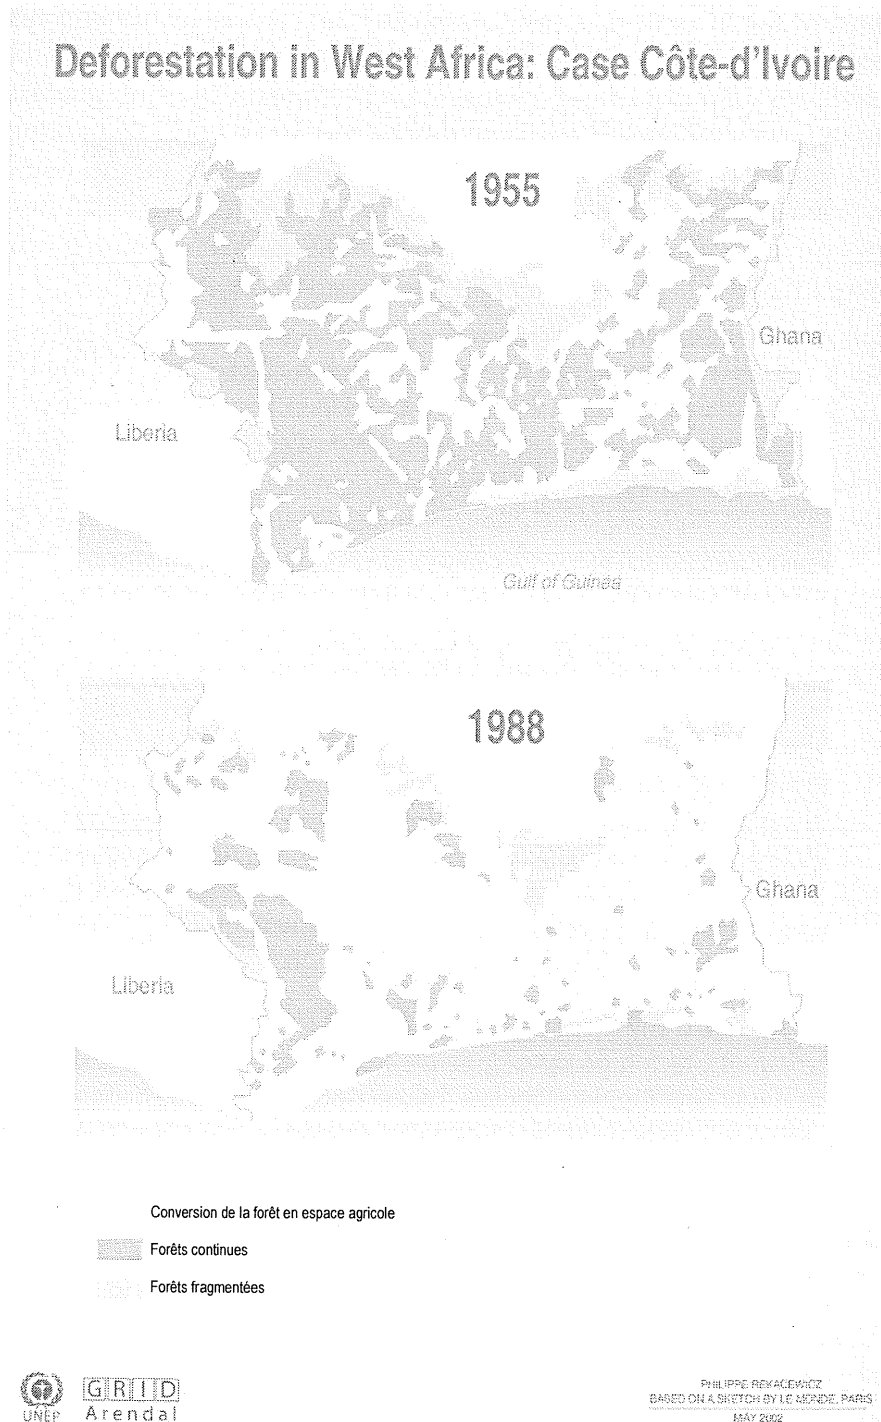 Deforestation in West Africa: Case Côte-d'Ivoire
1955
Ghana
Liberia
Gulf of Guinea
1988
Ghana
Liberia
Conversion de la forêt en espace agricole
Forêts continues
Forêts fragmentées
UNEP
GRID
Arendal
PHILIPPE REKACEWICZ
BASED ON A SKETCH BY LE MONDE, PARIS
MAY 2002